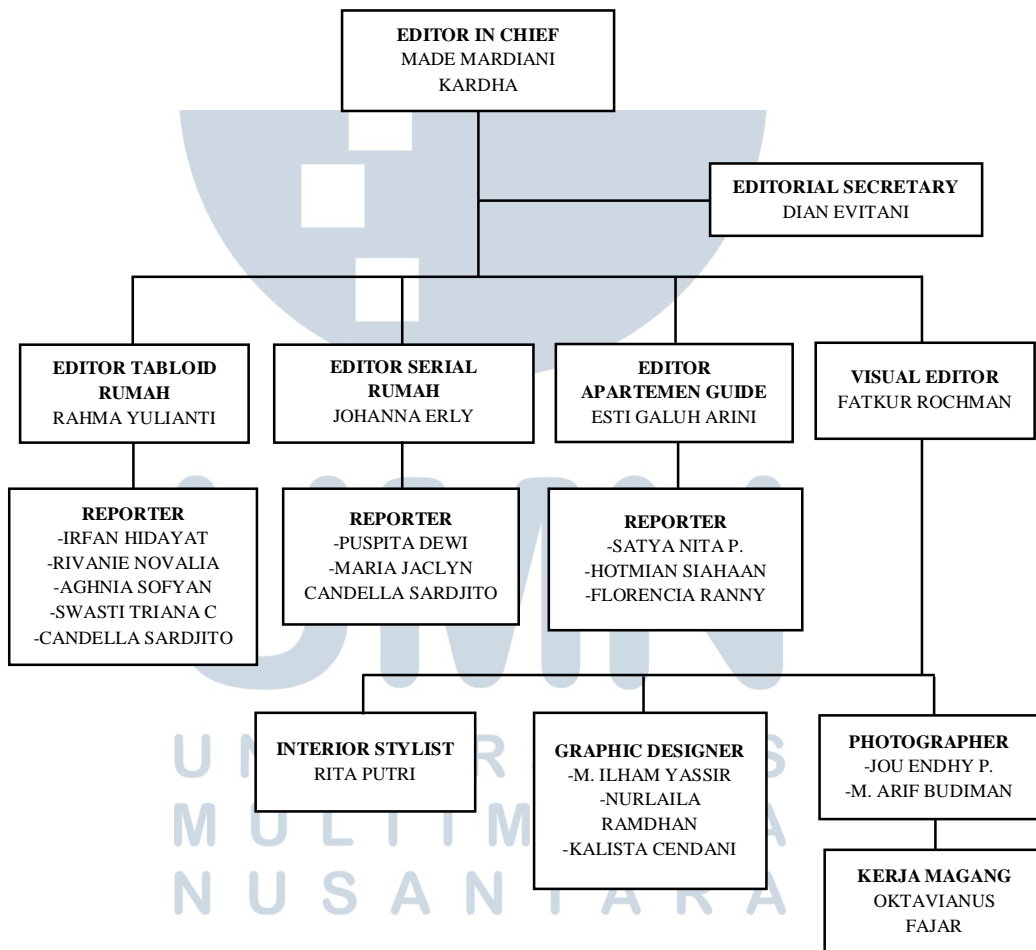 EDITOR IN CHIEF
MADE MARDIANI
KARDHA
EDITORIAL SECRETARY
DIAN EVITANI
EDITOR TABLOID
RUMAH
RAHMA YULIANTI
EDITOR SERIAL
RUMAH
JOHANNA ERLY
EDITOR
APARTEMEN GUIDE
ESTI GALUH ARINI
VISUAL EDITOR
FATKUR ROCHMAN
REPORTER
-IRFAN HIDAYAT
-RIVANIE NOVALIA
-AGHNIA SOFYAN
-SWASTI TRIANA C
-CANDELLA SARDJITO
REPORTER
-PUSPITA DEWI
-MARIA JACLYN
CANDELLA SARDJITO
REPORTER
-SATYA NITA P.
-HOTMIAN SIAHAAN
-FLORENCIA RANNY
INTERIOR STYLIST
RITA PUTRI
GRAPHIC DESIGNER
-M. ILHAM YASSIR
-NURLAILA
RAMDHAN
-KALISTA CENDANI
PHOTOGRAPHER
-JOU ENDHY P.
-M. ARIF BUDIMAN
KERJA MAGANG
OKTAVIANUS
FAJAR
UMN
UNIVERSITAS
MULTIMEDIA
NUSANTARA